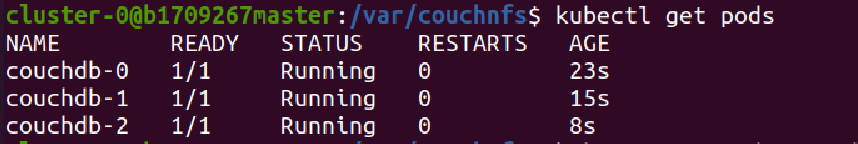 cluster-0@b1709267master:/var/couchnfs$ kubectl get pods
NAME READY STATUS RESTARTS AGE
couchdb-0 1/1 Running 0 23s
couchdb-1 1/1 Running 0 15s
couchdb-2 1/1 Running 0 8s